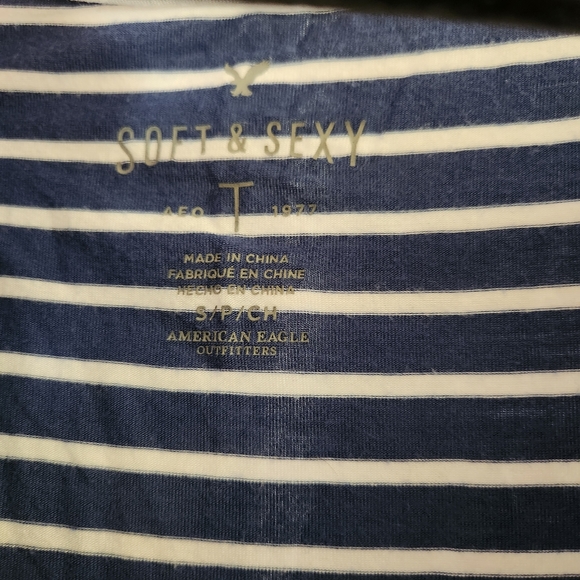 SOFT & SEXY
AEO T 1977
MADE IN CHINA
FABRIQUÉ EN CHINE
HECHO EN CHINA
S/P/CH
AMERICAN EAGLE
OUTFITTERS